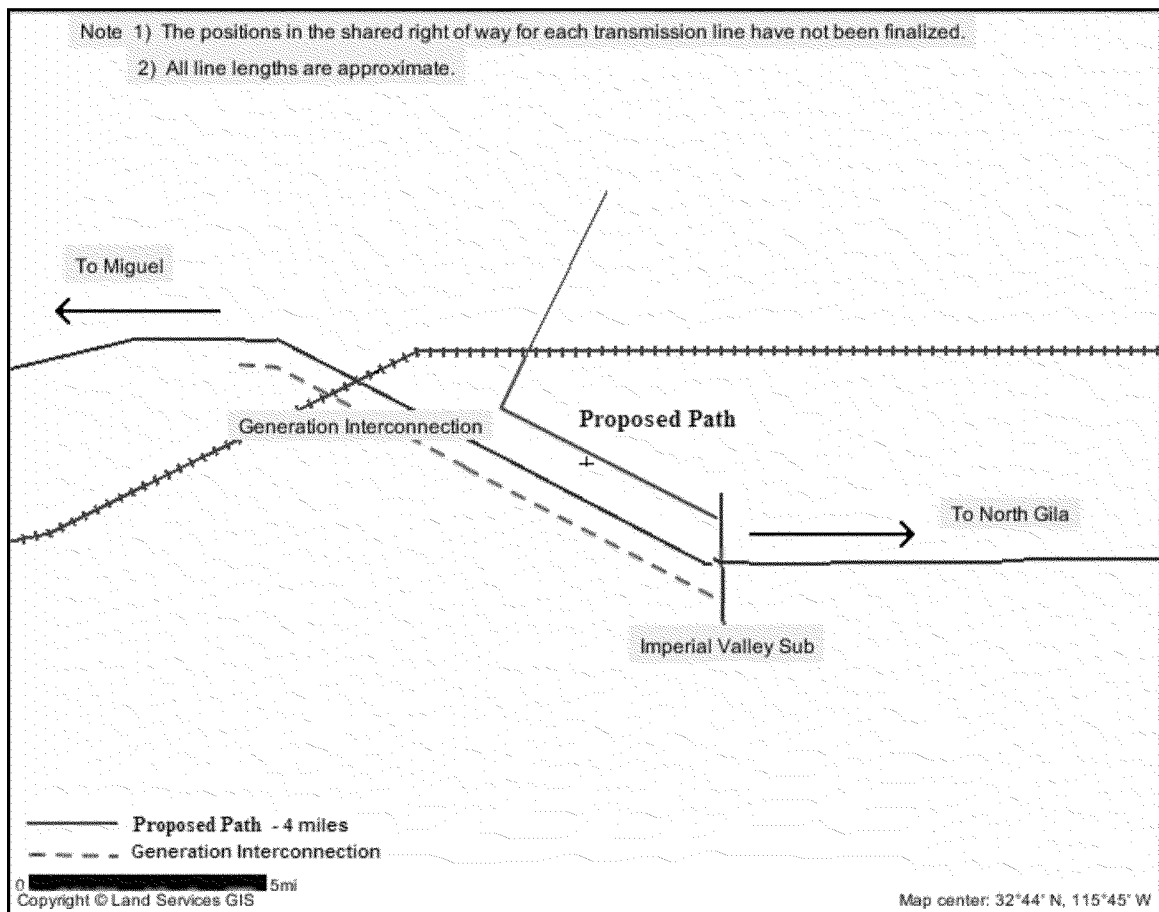 Note 1) The positions in the shared right of way for each transmission line have not been finalized.
2) All line lengths are approximate.
To Miguel
Generation Interconnection
Proposed Path
To North Gila
Imperial Valley Sub
Proposed Path - 4 miles
Generation Interconnection
0 5mi
Copyright © Land Services GIS
Map center: 32°44' N, 115°45' W